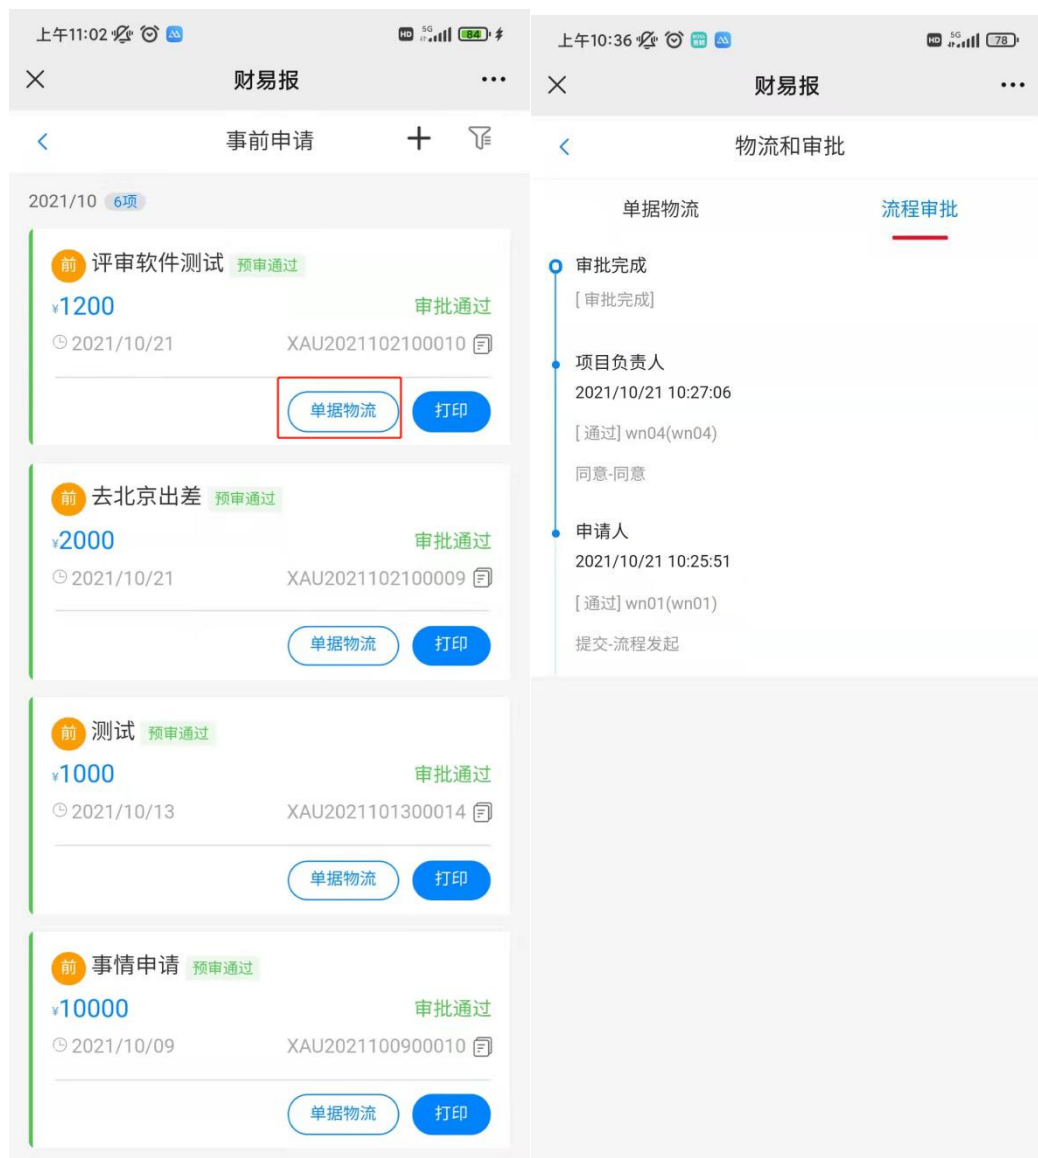 上午11:02
HD 5G 84
财易报
事前申请
2021/10 6项
前 评审软件测试 预审通过
¥1200 审批通过
2021/10/21 XAU2021102100010
单据物流 打印
前 去北京出差 预审通过
¥2000 审批通过
2021/10/21 XAU2021102100009
单据物流 打印
前 测试 预审通过
¥1000 审批通过
2021/10/13 XAU2021101300014
单据物流 打印
前 事情申请 预审通过
¥10000 审批通过
2021/10/09 XAU2021100900010
单据物流 打印
上午10:36
HD 5G 78
财易报
物流和审批
单据物流 流程审批
审批完成
[ 审批完成]
项目负责人
2021/10/21 10:27:06
[ 通过] wn04(wn04)
同意-同意
申请人
2021/10/21 10:25:51
[ 通过] wn01(wn01)
提交-流程发起